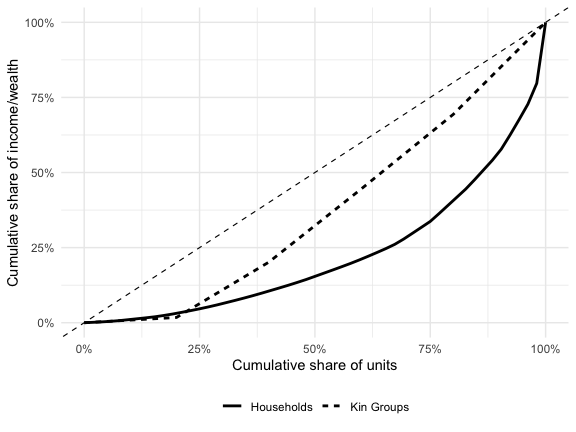 100%
75%
50%
25%
0%
Cumulative share of income/wealth
0% 25% 50% 75% 100%
Cumulative share of units
Households Kin Groups